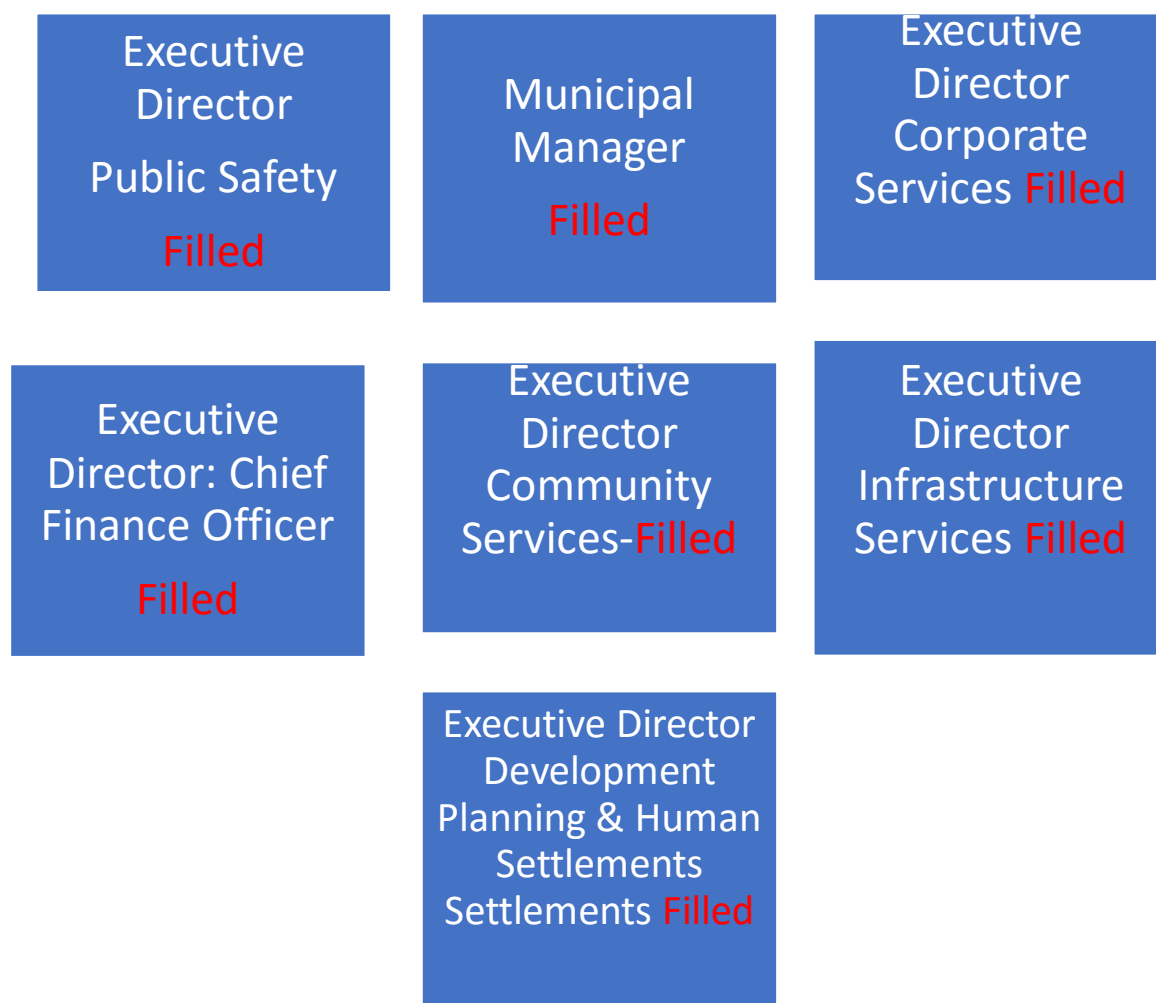 Executive
Director
Public Safety
Filled
Municipal
Manager
Filled
Executive
Director
Corporate
Services Filled
Executive
Director: Chief
Finance Officer
Filled
Executive
Director
Community
Services-Filled
Executive
Director
Infrastructure
Services Filled
Executive Director
Development
Planning & Human
Settlements
Settlements Filled